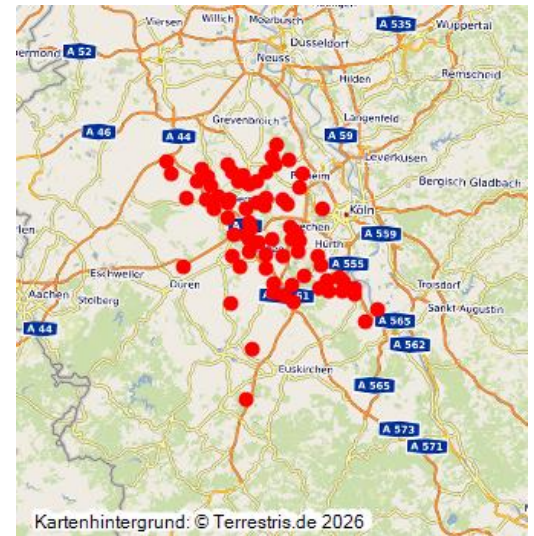 Viersen
Willich
Meerbusch
A 535
Wuppertal
ermond
A 52
Düsseldorf
Neuss
Hilden
Remscheid
Grevenbroich
Langenfeld
A 46
A 44
A 59
Leverkusen
Bergisch Gladbach
Köln
A 559
Hürth
A 555
Eschweiler
Troisdorf
Aachen
Stolberg
Düren
Sankt Augustin
A 44
A 565
A 562
Euskirchen
A 565
A 573
A 571
Kartenhintergrund: © Terrestris.de 2026